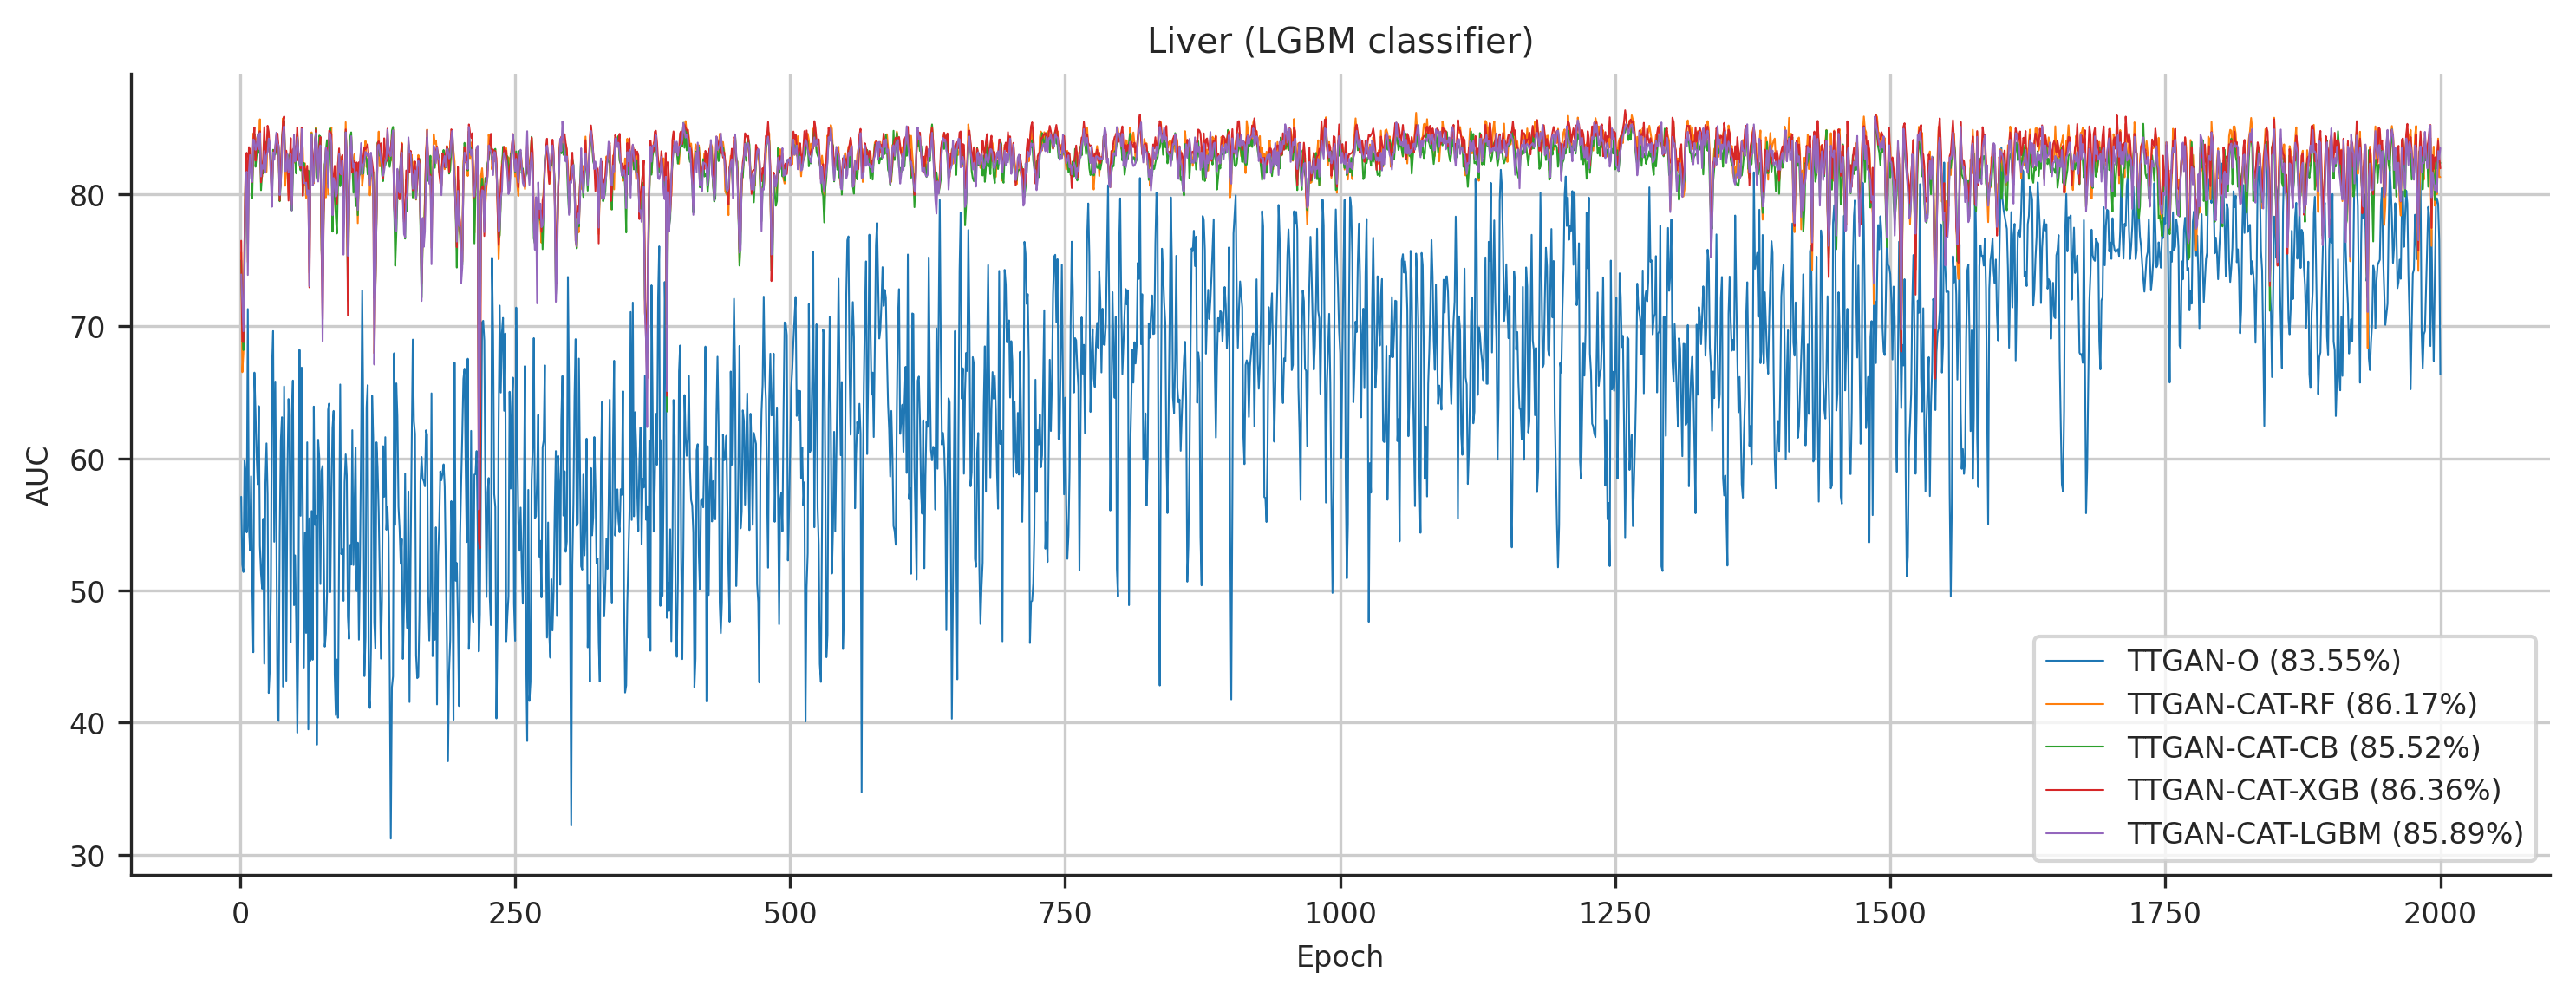 Liver (LGBM classifier)
AUC
80
70
60
50
40
30
0 250 500 750 1000 1250 1500 1750 2000
Epoch
TTGAN-O (83.55%)
TTGAN-CAT-RF (86.17%)
TTGAN-CAT-CB (85.52%)
TTGAN-CAT-XGB (86.36%)
TTGAN-CAT-LGBM (85.89%)